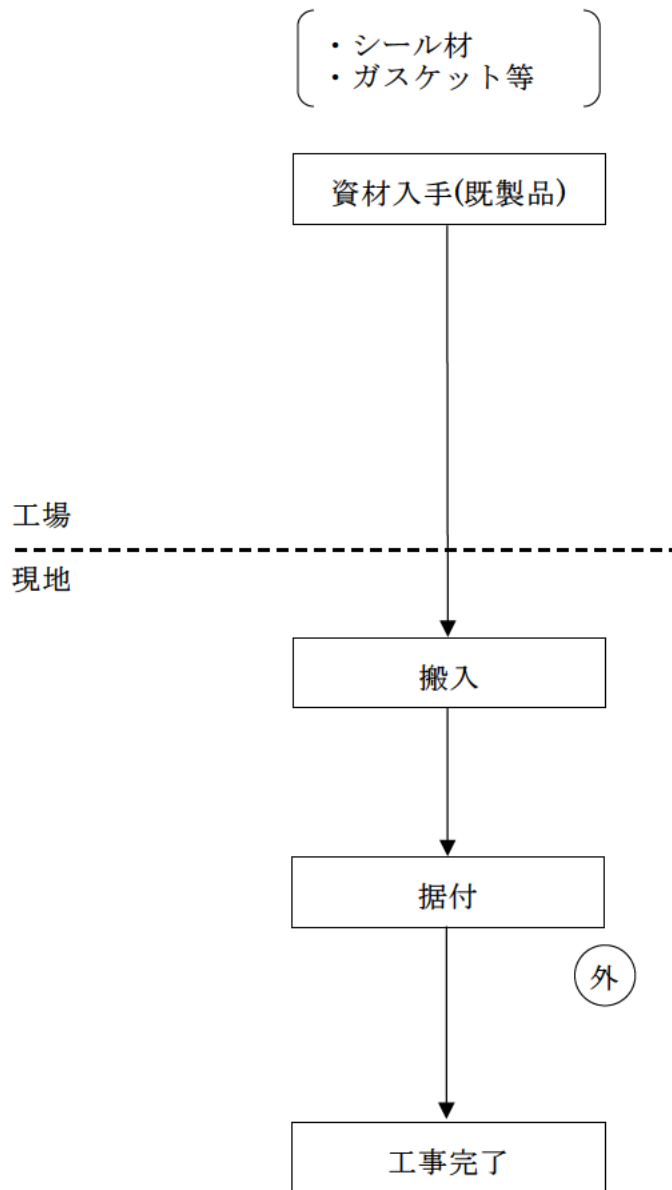 ・シール材
・ガスケット等
資材入手(既製品)
工場
現地
搬入
据付
外
工事完了